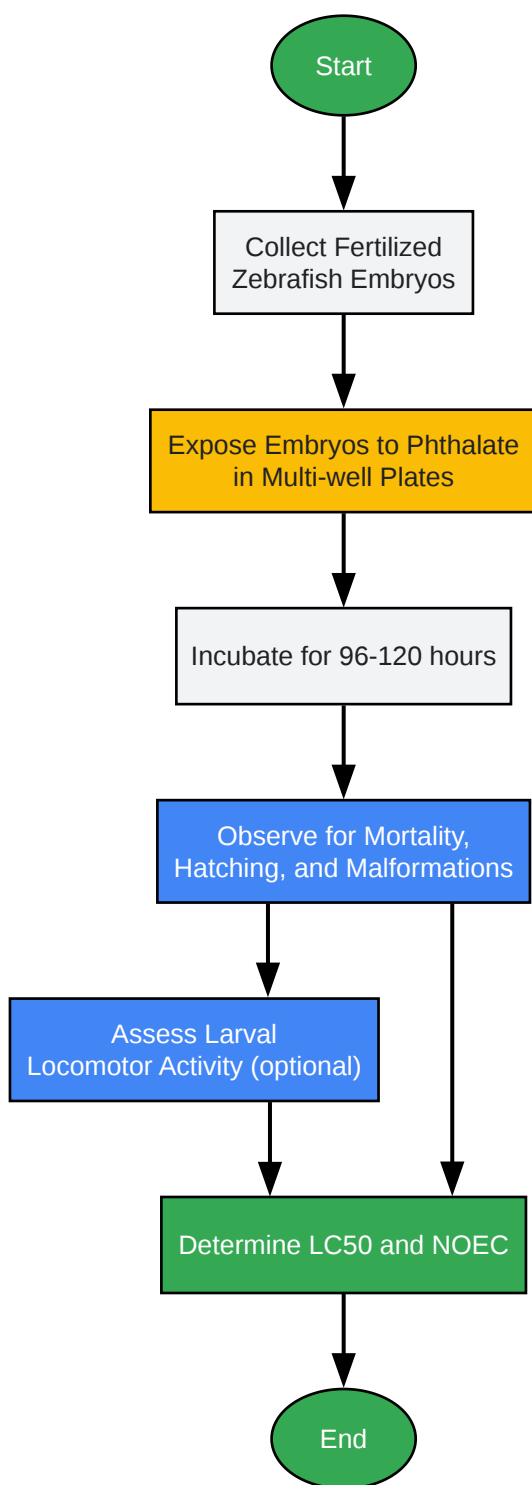 Start
Collect Fertilized
Zebrafish Embryos
Expose Embryos to Phthalate
in Multi-well Plates
Incubate for 96-120 hours
Observe for Mortality,
Hatching, and Malformations
Assess Larval
Locomotor Activity (optional)
Determine LC50 and NOEC
End